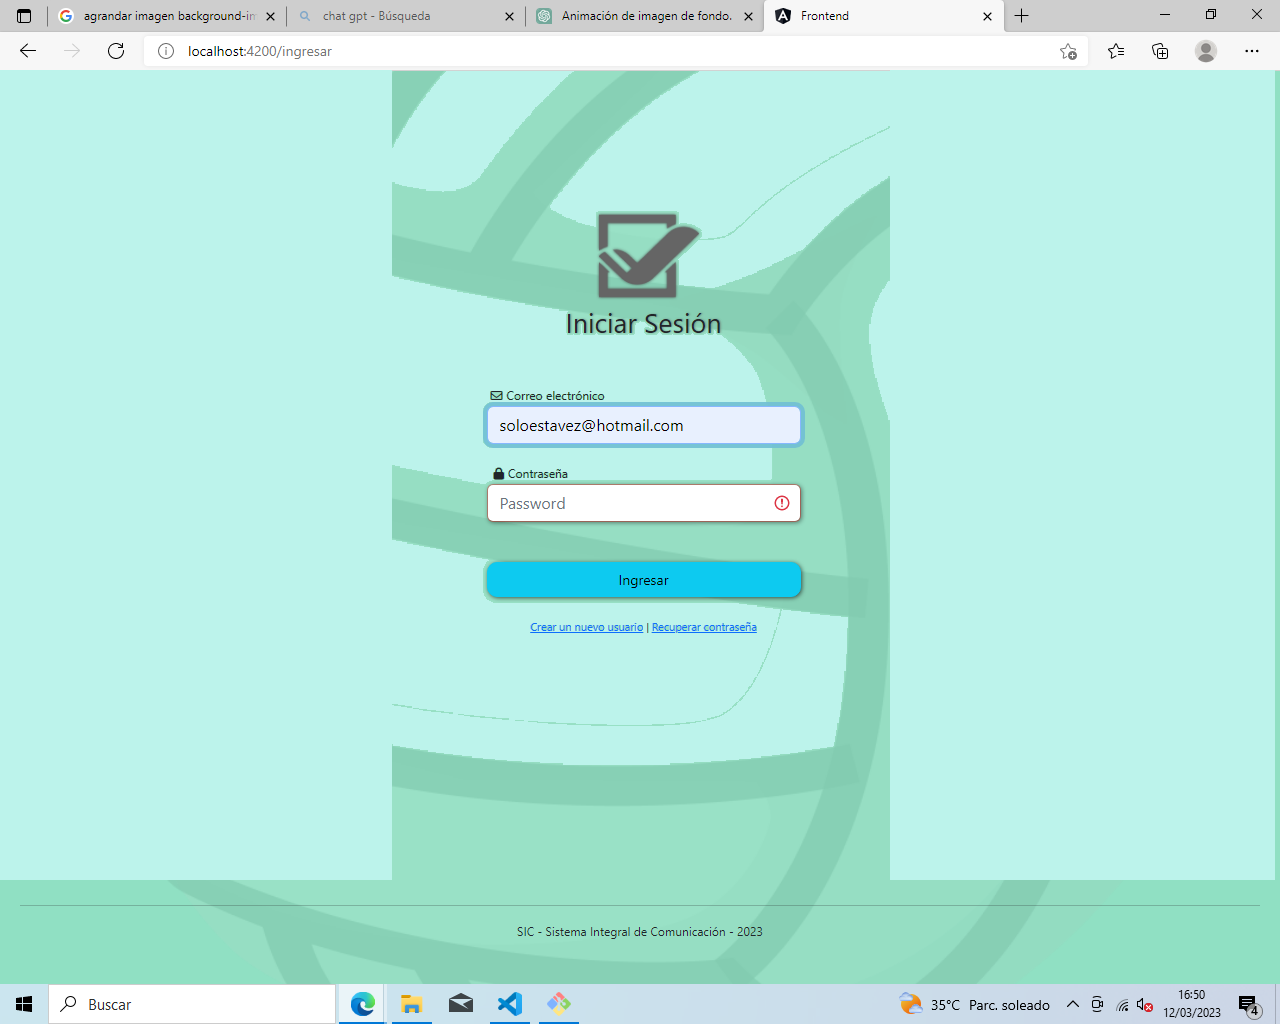 agrandar imagen background-im
chat gpt - Búsqueda
Animación de imagen de fondo.
Frontend
localhost:4200/ingresar
Iniciar Sesión
Correo electrónico
soloestavez@hotmail.com
Contraseña
Password
Ingresar
Crear un nuevo usuario | Recuperar contraseña
SIC - Sistema Integral de Comunicación - 2023
Buscar
35°C Parc. soleado
16:50
12/03/2023
4